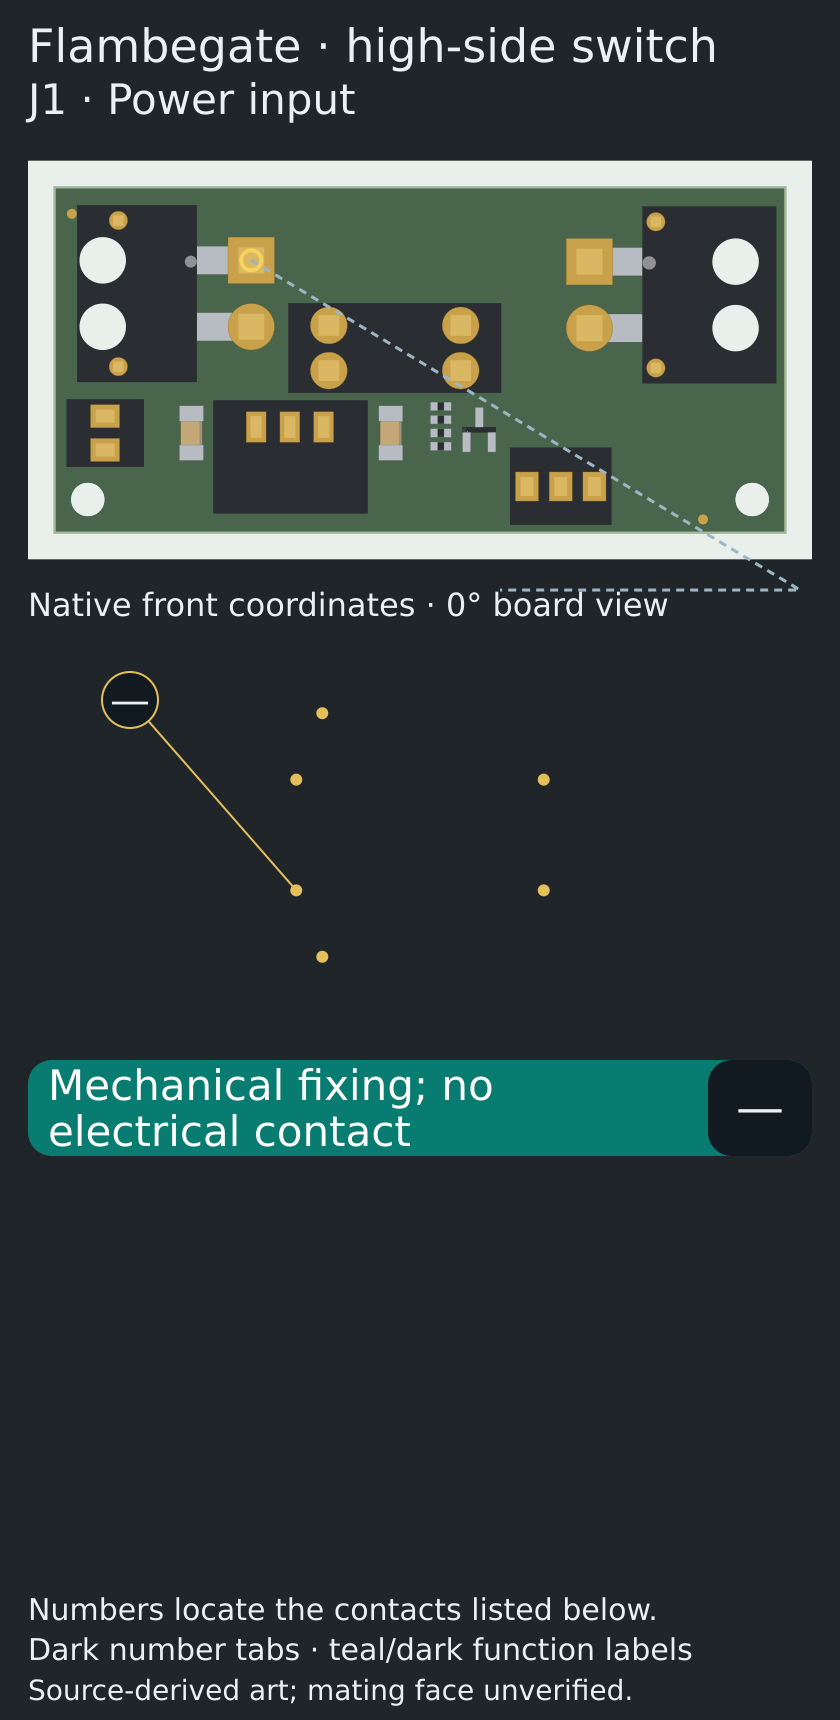 Flambegate · high-side switch
J1 · Power input
Native front coordinates · 0° board view
—
Mechanical fixing; no
electrical contact
—
Numbers locate the contacts listed below.
Dark number tabs · teal/dark function labels
Source-derived art; mating face unverified.